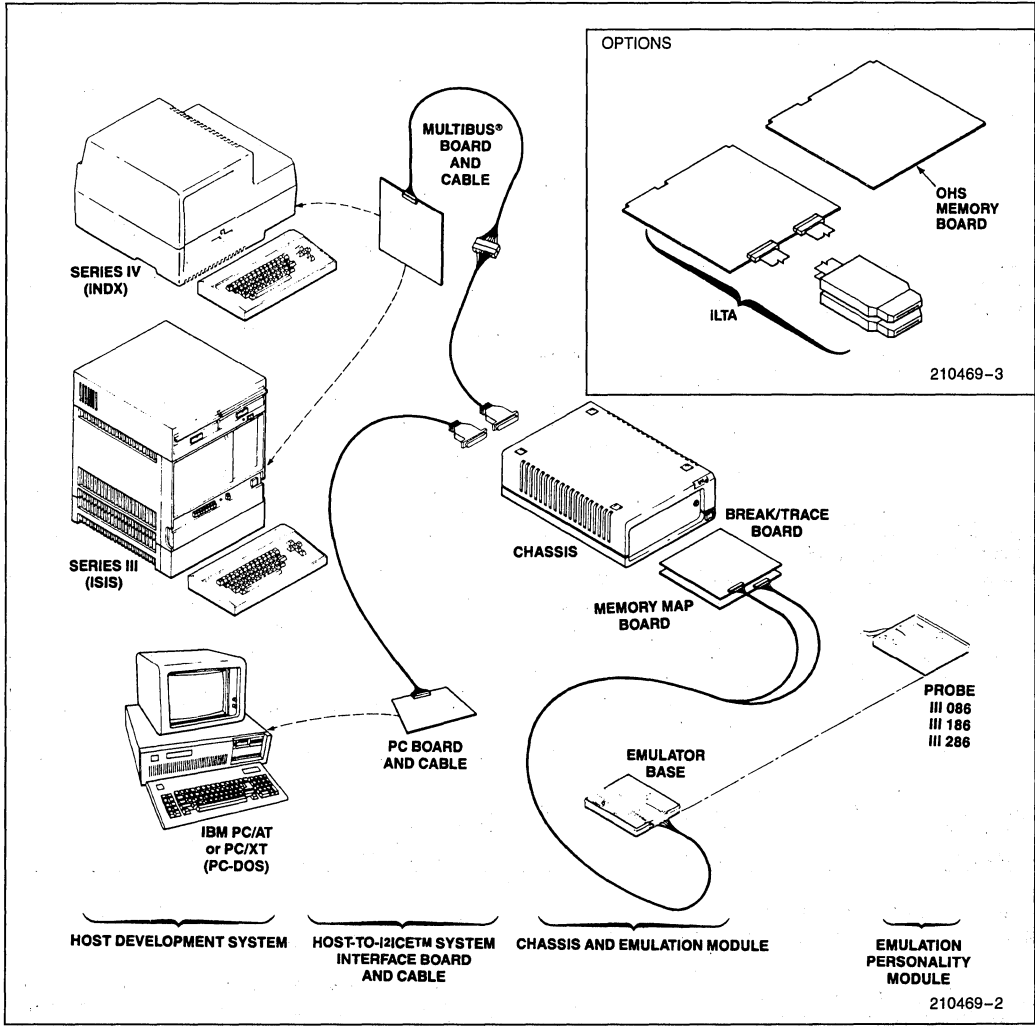 OPTIONS
OHS
MEMORY
BOARD
iLTA
210469–3
MULTIBUS®
BOARD
AND
CABLE
SERIES IV
(INDX)
SERIES III
(ISIS)
CHASSIS
BREAK/TRACE
BOARD
MEMORY MAP
BOARD
PROBE
III 086
III 186
III 286
PC BOARD
AND CABLE
EMULATOR
BASE
IBM PC/AT
or PC/XT
(PC-DOS)
HOST DEVELOPMENT SYSTEM
HOST-TO-I2ICE™ SYSTEM
INTERFACE BOARD
AND CABLE
CHASSIS AND EMULATION MODULE
EMULATION
PERSONALITY
MODULE
210469–2